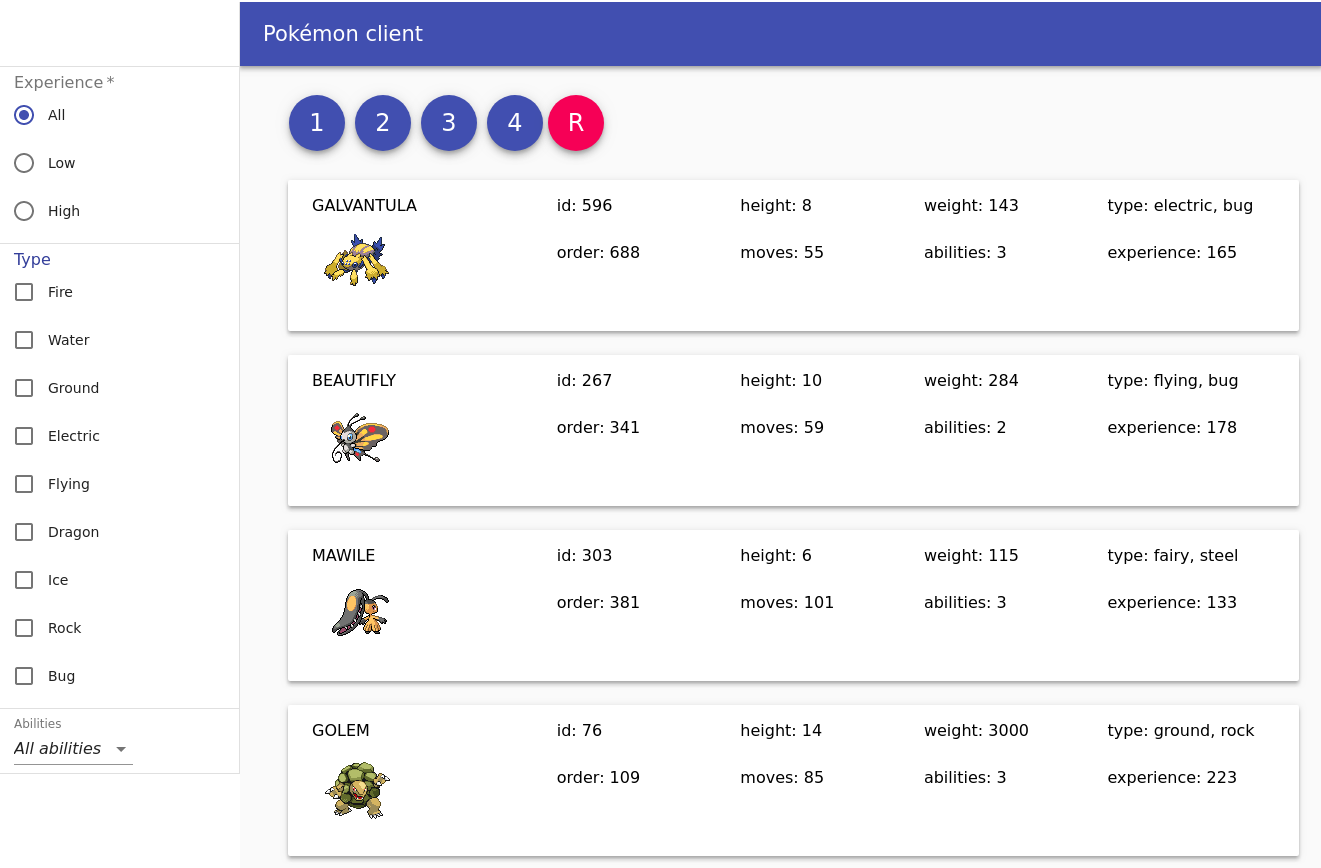 Pokémon client
Experience *
All
Low
High
Type
Fire
Water
Ground
Electric
Flying
Dragon
Ice
Rock
Bug
Abilities
All abilities
1 2 3 4 R
GALVANTULA id: 596 height: 8 weight: 143 type: electric, bug
order: 688 moves: 55 abilities: 3 experience: 165
BEAUTIFLY id: 267 height: 10 weight: 284 type: flying, bug
order: 341 moves: 59 abilities: 2 experience: 178
MAWILE id: 303 height: 6 weight: 115 type: fairy, steel
order: 381 moves: 101 abilities: 3 experience: 133
GOLEM id: 76 height: 14 weight: 3000 type: ground, rock
order: 109 moves: 85 abilities: 3 experience: 223